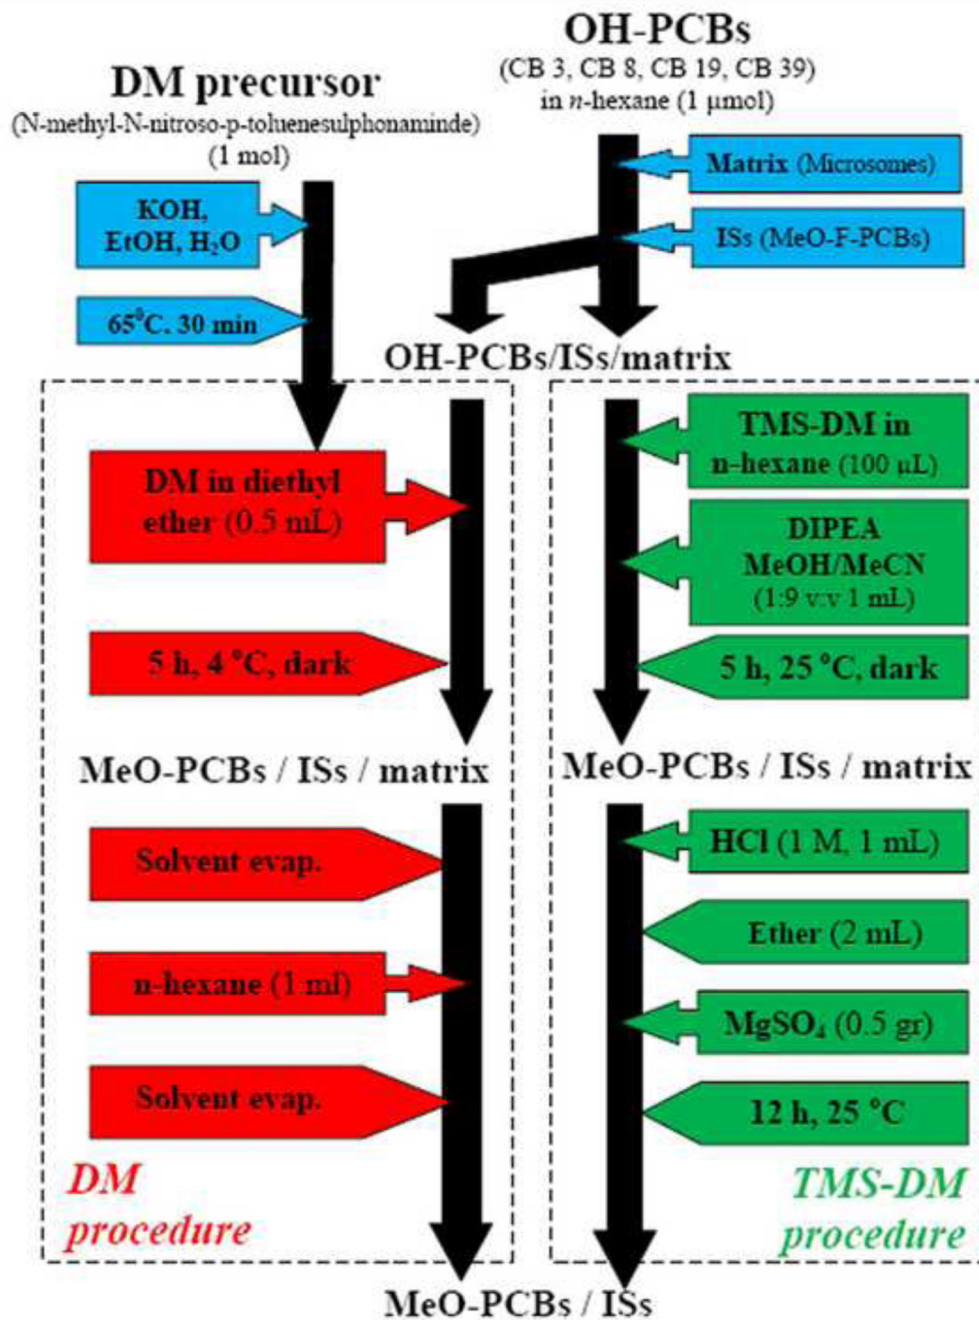 OH-PCBs
(CB 3, CB 8, CB 19, CB 39)
in n-hexane (1 µmol)
DM precursor
(N-methyl-N-nitroso-p-toluenesulphonaminde)
(1 mol)
Matrix (Microsomes)
ISs (MeO-F-PCBs)
KOH,
EtOH, H₂O
65⁰C. 30 min
OH-PCBs/ISs/matrix
DM in diethyl
ether (0.5 mL)
5 h, 4 °C, dark
MeO-PCBs / ISs / matrix
Solvent evap.
n-hexane (1 ml)
Solvent evap.
DM
procedure
TMS-DM in
n-hexane (100 µL)
DIPEA
MeOH/MeCN
(1:9 v:v 1 mL)
5 h, 25 °C, dark
MeO-PCBs / ISs / matrix
HCl (1 M, 1 mL)
Ether (2 mL)
MgSO₄ (0.5 gr)
12 h, 25 °C
TMS-DM
procedure
MeO-PCBs / ISs